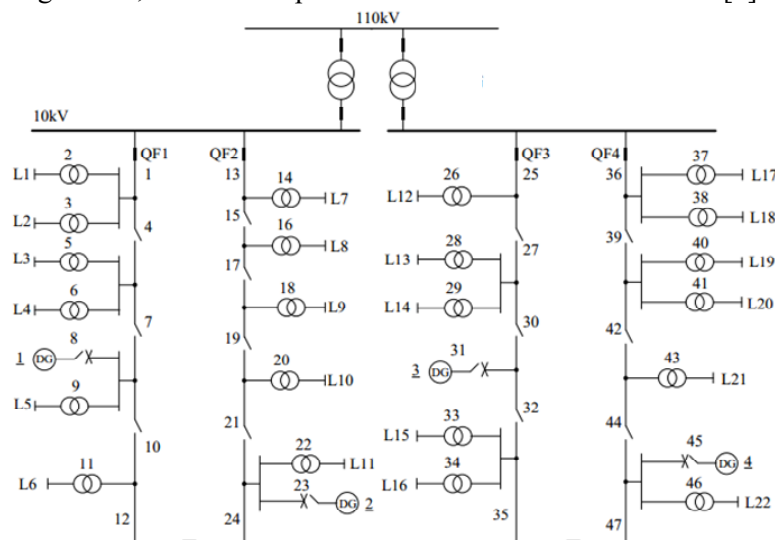 110kV
10kV
QF1 QF2 QF3 QF4
2 1 13 14 26 25 36 37
L1 L7 L12 L17
3 4 15 16 38
L2 L8 L18
5 17 28 27 39 40
L3 L13 L19
6 18 29 41
L4 L9 L14 L20
7 19 30 42
8 20 31 43
1 DG 3 DG
9 L10 L21
L5 21 32 44
10 22 33 45
L11 L15 DG 4
11 23 34 46
L6 DG 2 L16 L22
12 24 35 47